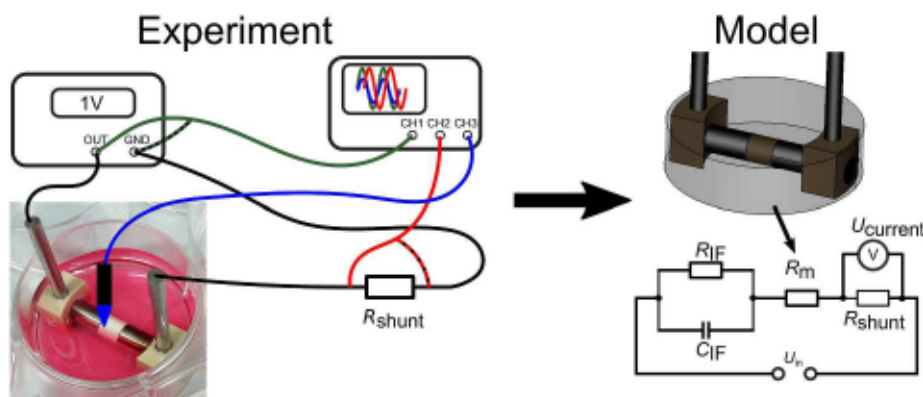 Experiment
Model
1V
OUT
GND
CH1
CH2
CH3
Rshunt
Ucurrent
V
RIF
Rm
CIF
Rshunt
Uin